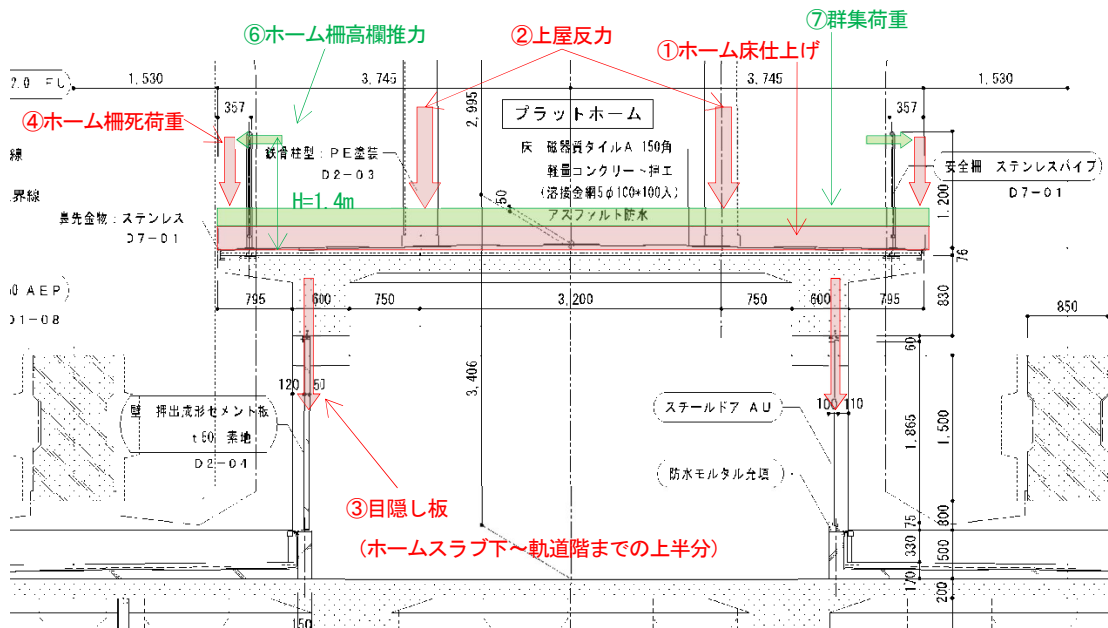 ⑥ホーム柵高欄推力
②上屋反力
⑦群集荷重
①ホーム床仕上げ
1.530
3.745
3.745
1.530
357
357
④ホーム柵死荷重
2,995
プラットホーム
床 磁器質タイルA 150角
軽量コンクリート押工
(溶接金網5φ100*100入)
アスファルト防水
鉄骨柱型:PE塗装
D2-03
安全柵 ステンレスパイプ
D7-01
線
界線
H=1.4m
50
1.200
鼻先金物:ステンレス
D7-01
76
AEP
01-08
795
600
750
3,200
750
600
795
830
850
3,406
60
120
50
100
110
壁 押出成形セメント板
t60 素地
D2-04
スチールドア AU
1.865
1,500
防水モルタル充填
③目隠し板
(ホームスラブ下~軌道階までの上半分)
75
800
330
500
170
200
150